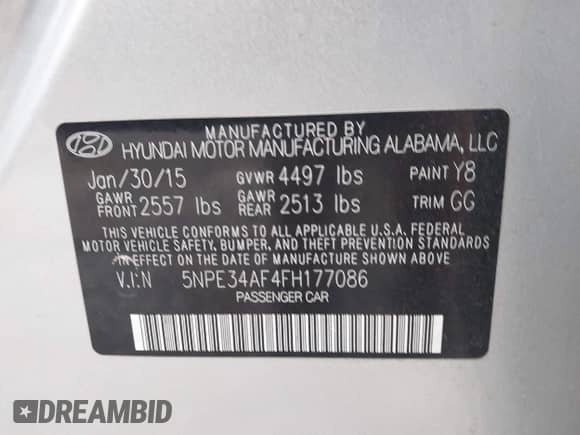 MANUFACTURED BY
HYUNDAI MOTOR MANUFACTURING ALABAMA, LLC
Jan/30/15 GVWR 4497 lbs PAINT Y8
GAWR FRONT 2557 lbs GAWR REAR 2513 lbs TRIM GG
THIS VEHICLE CONFORMS TO ALL APPLICABLE U.S.A. FEDERAL
MOTOR VEHICLE SAFETY, BUMPER, AND THEFT PREVENTION STANDARDS
IN EFFECT ON THE DATE OF MANUFACTURE SHOWN ABOVE.
V.I.N 5NPE34AF4FH177086
PASSENGER CAR
DREAMBID